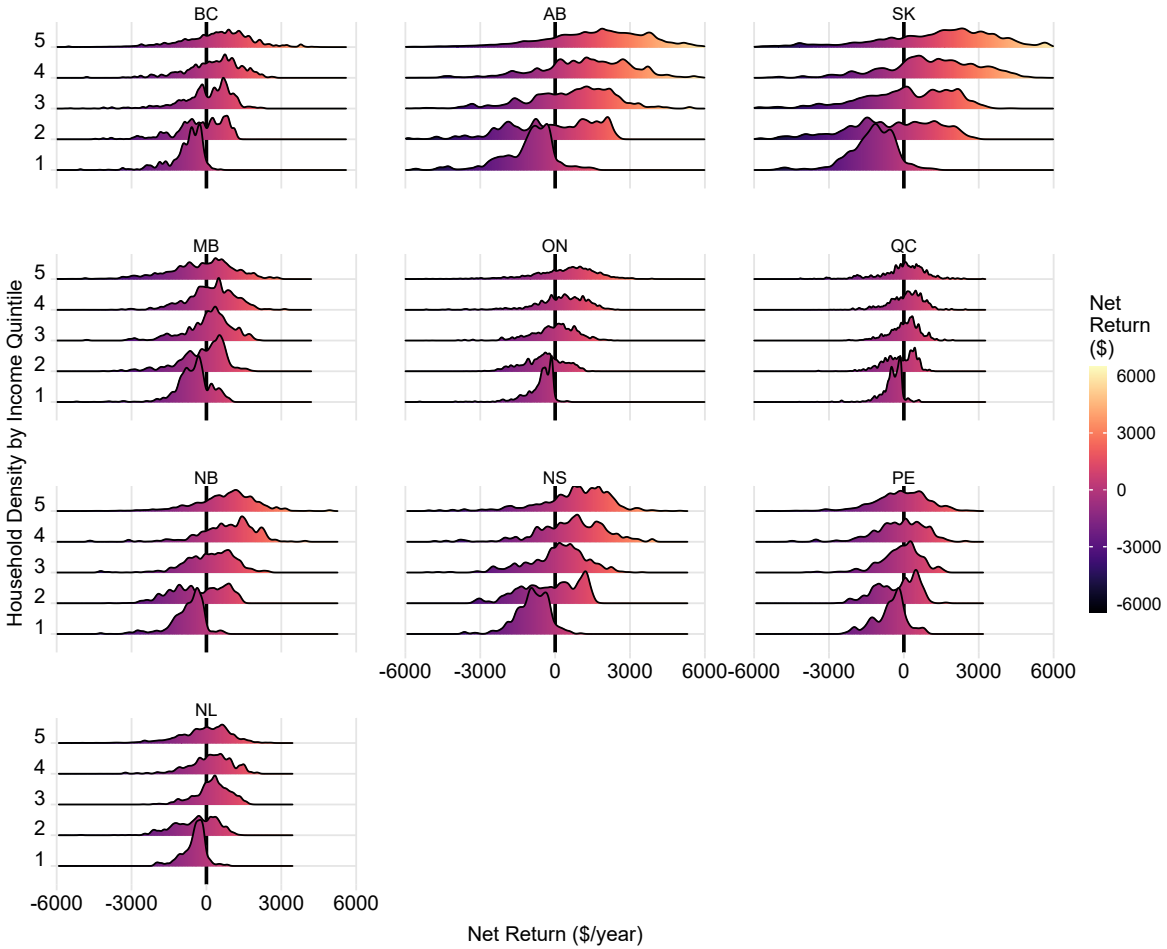 BC AB SK
5
4
3
2
1
MB ON QC
5
4
3
2
1
NB NS PE
5
4
3
2
1
-6000 -3000 0 3000 6000 -6000 -3000 0 3000 6000
NL
5
4
3
2
1
-6000 -3000 0 3000 6000
Net Return ($/year)
Household Density by Income Quintile
Net
Return
($)
6000
3000
0
-3000
-6000